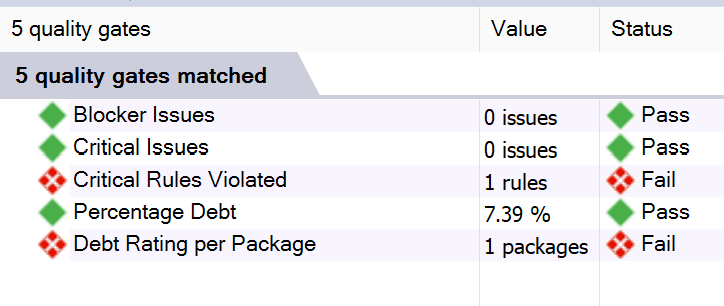 5 quality gates Value Status
5 quality gates matched
Blocker Issues 0 issues Pass
Critical Issues 0 issues Pass
Critical Rules Violated 1 rules Fail
Percentage Debt 7.39 % Pass
Debt Rating per Package 1 packages Fail